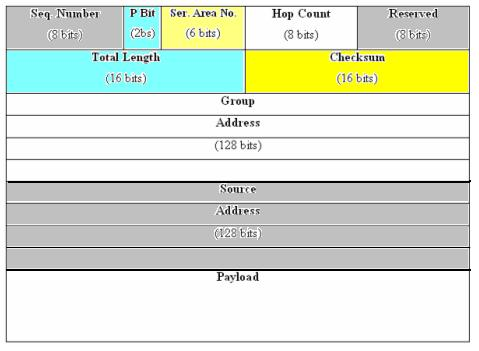 Seq. Number P Bit Ser. Area No. Hop Count Reserved
(8 bits) (2bs) (6 bits) (8 bits) (8 bits)
Total Length Checksum
(16 bits) (16 bits)
Group
Address
(128 bits)
Source
Address
(128 bits)
Payload